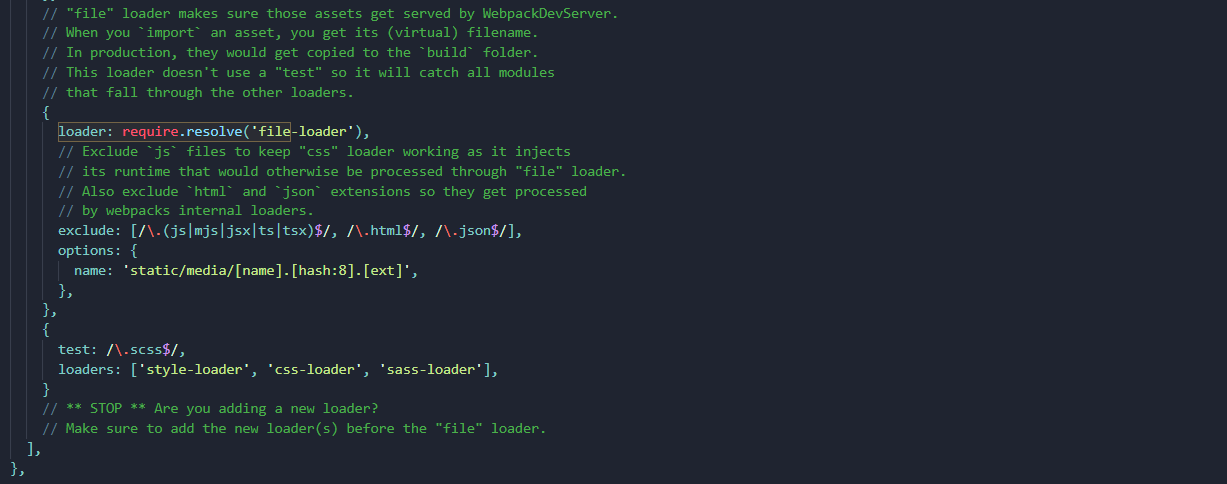 // "file" loader makes sure those assets get served by WebpackDevServer.
// When you `import` an asset, you get its (virtual) filename.
// In production, they would get copied to the `build` folder.
// This loader doesn't use a "test" so it will catch all modules
// that fall through the other loaders.
{
loader: require.resolve('file-loader'),
// Exclude `js` files to keep "css" loader working as it injects
// its runtime that would otherwise be processed through "file" loader.
// Also exclude `html` and `json` extensions so they get processed
// by webpacks internal loaders.
exclude: [/\.(js|mjs|jsx|ts|tsx)$/, /\.html$/, /\.json$/],
options: {
name: 'static/media/[name].[hash:8].[ext]',
},
},
{
test: /\.scss$/,
loaders: ['style-loader', 'css-loader', 'sass-loader'],
}
// ** STOP ** Are you adding a new loader?
// Make sure to add the new loader(s) before the "file" loader.
],
},